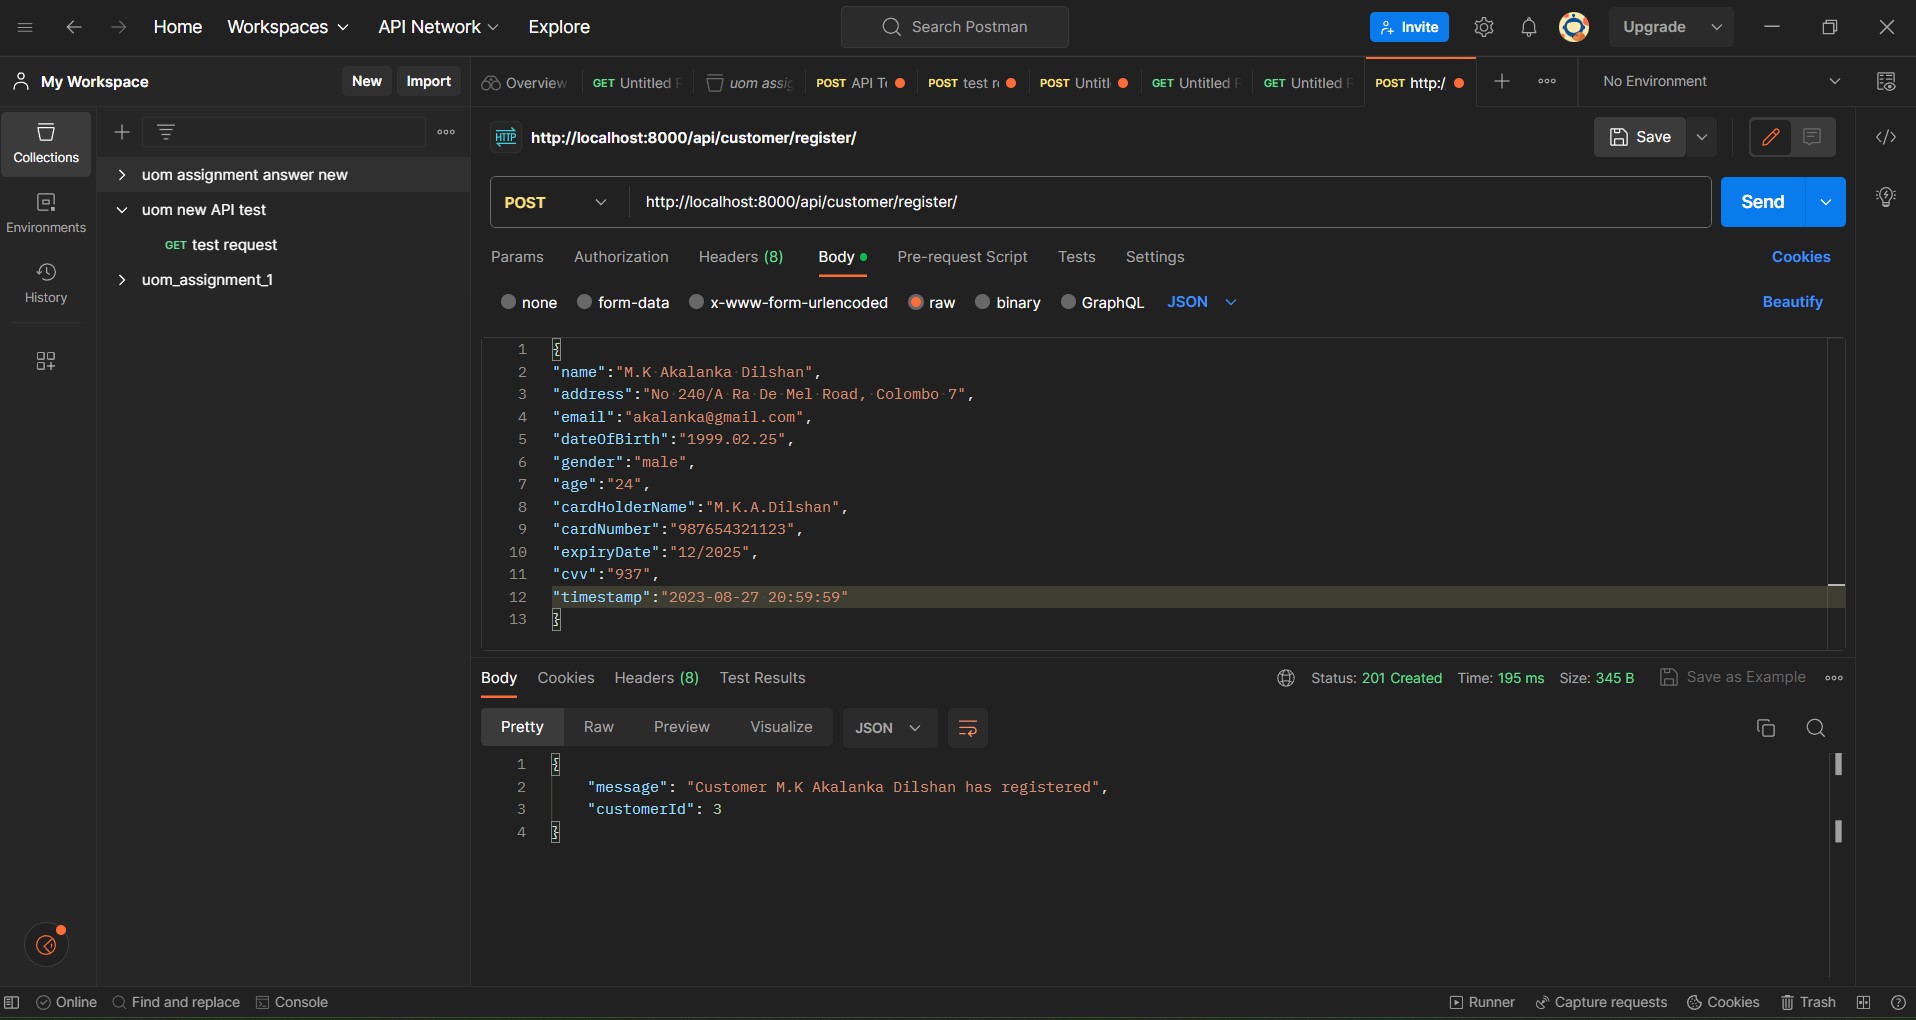 Home Workspaces API Network Explore Search Postman Invite Upgrade
My Workspace New Import Overview GET Untitled uom assig POST API POST test POST Untitl GET Untitled GET Untitled POST http:/ No Environment
Collections
Environments
History
uom assignment answer new
uom new API test
GET test request
uom_assignment_1
HTTP http://localhost:8000/api/customer/register/ Save
POST http://localhost:8000/api/customer/register/ Send
Params Authorization Headers (8) Body Pre-request Script Tests Settings Cookies
none form-data x-www-form-urlencoded raw binary GraphQL JSON Beautify
1 {
2 "name":"M.K Akalanka Dilshan",
3 "address":"No 240/A Ra De Mel Road, Colombo 7",
4 "email":"akalanka@gmail.com",
5 "dateOfBirth":"1999.02.25",
6 "gender":"male",
7 "age":"24",
8 "cardHolderName":"M.K.A.Dilshan",
9 "cardNumber":"987654321123",
10 "expiryDate":"12/2025",
11 "cvv":"937",
12 "timestamp":"2023-08-27 20:59:59"
13 }
Body Cookies Headers (8) Test Results Status: 201 Created Time: 195 ms Size: 345 B Save as Example
Pretty Raw Preview Visualize JSON
1 {
2 "message": "Customer M.K Akalanka Dilshan has registered",
3 "customerId": 3
4 }
Online Find and replace Console Runner Capture requests Cookies Trash